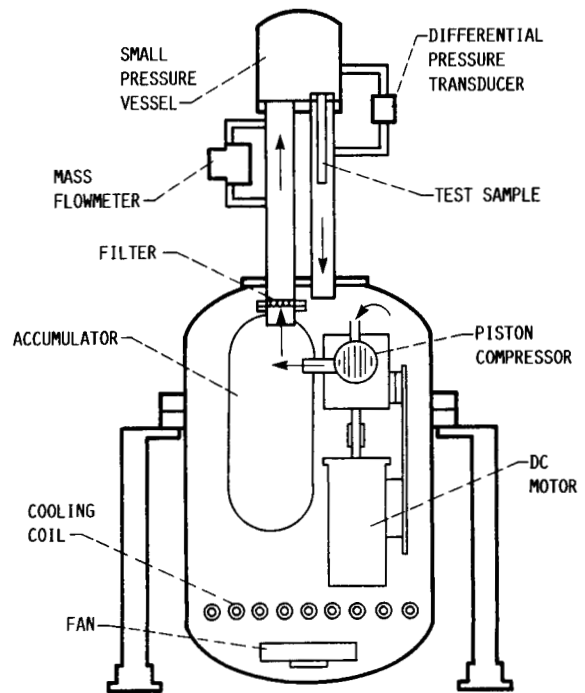 SMALL
PRESSURE
VESSEL
DIFFERENTIAL
PRESSURE
TRANSDUCER
MASS
FLOWMETER
TEST SAMPLE
FILTER
ACCUMULATOR
PISTON
COMPRESSOR
DC
MOTOR
COOLING
COIL
FAN